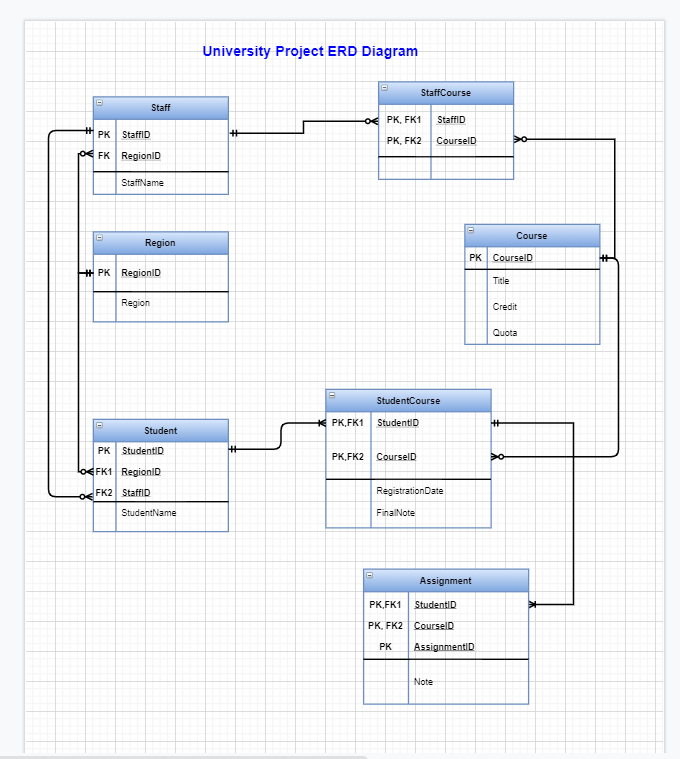 University Project ERD Diagram
StaffCourse
PK, FK1 StaffID
PK, FK2 CourseID
Staff
PK StaffID
FK RegionID
StaffName
Region
PK RegionID
Region
Course
PK CourseID
Title
Credit
Quota
StudentCourse
PK,FK1 StudentID
PK,FK2 CourseID
RegistrationDate
FinalNote
Student
PK StudentID
FK1 RegionID
FK2 StaffID
StudentName
Assignment
PK,FK1 StudentID
PK, FK2 CourseID
PK AssignmentID
Note